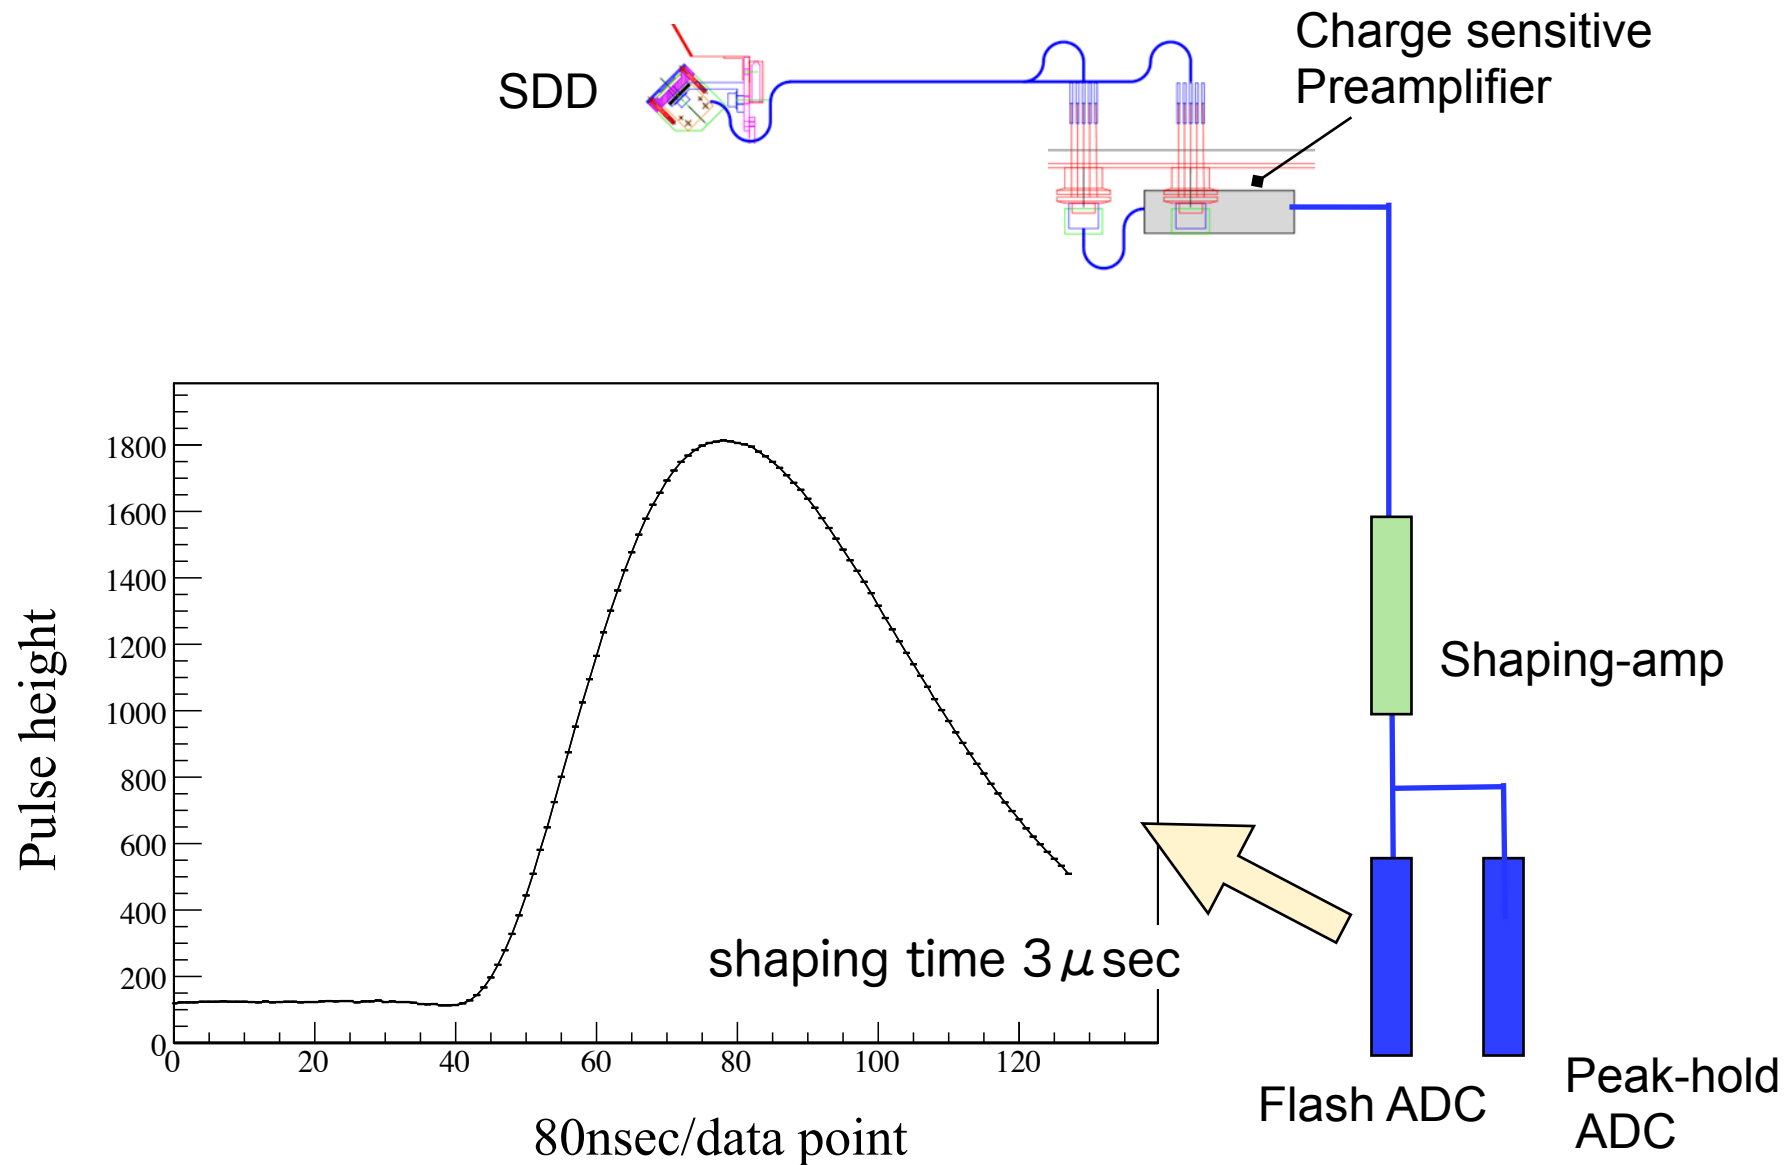 Charge sensitive
Preamplifier
SDD
1800
1600
1400
1200
1000
800
600
400
200
0
Pulse height
shaping time 3μsec
0 20 40 60 80 100 120
80nsec/data point
Shaping-amp
Flash ADC
Peak-hold
ADC